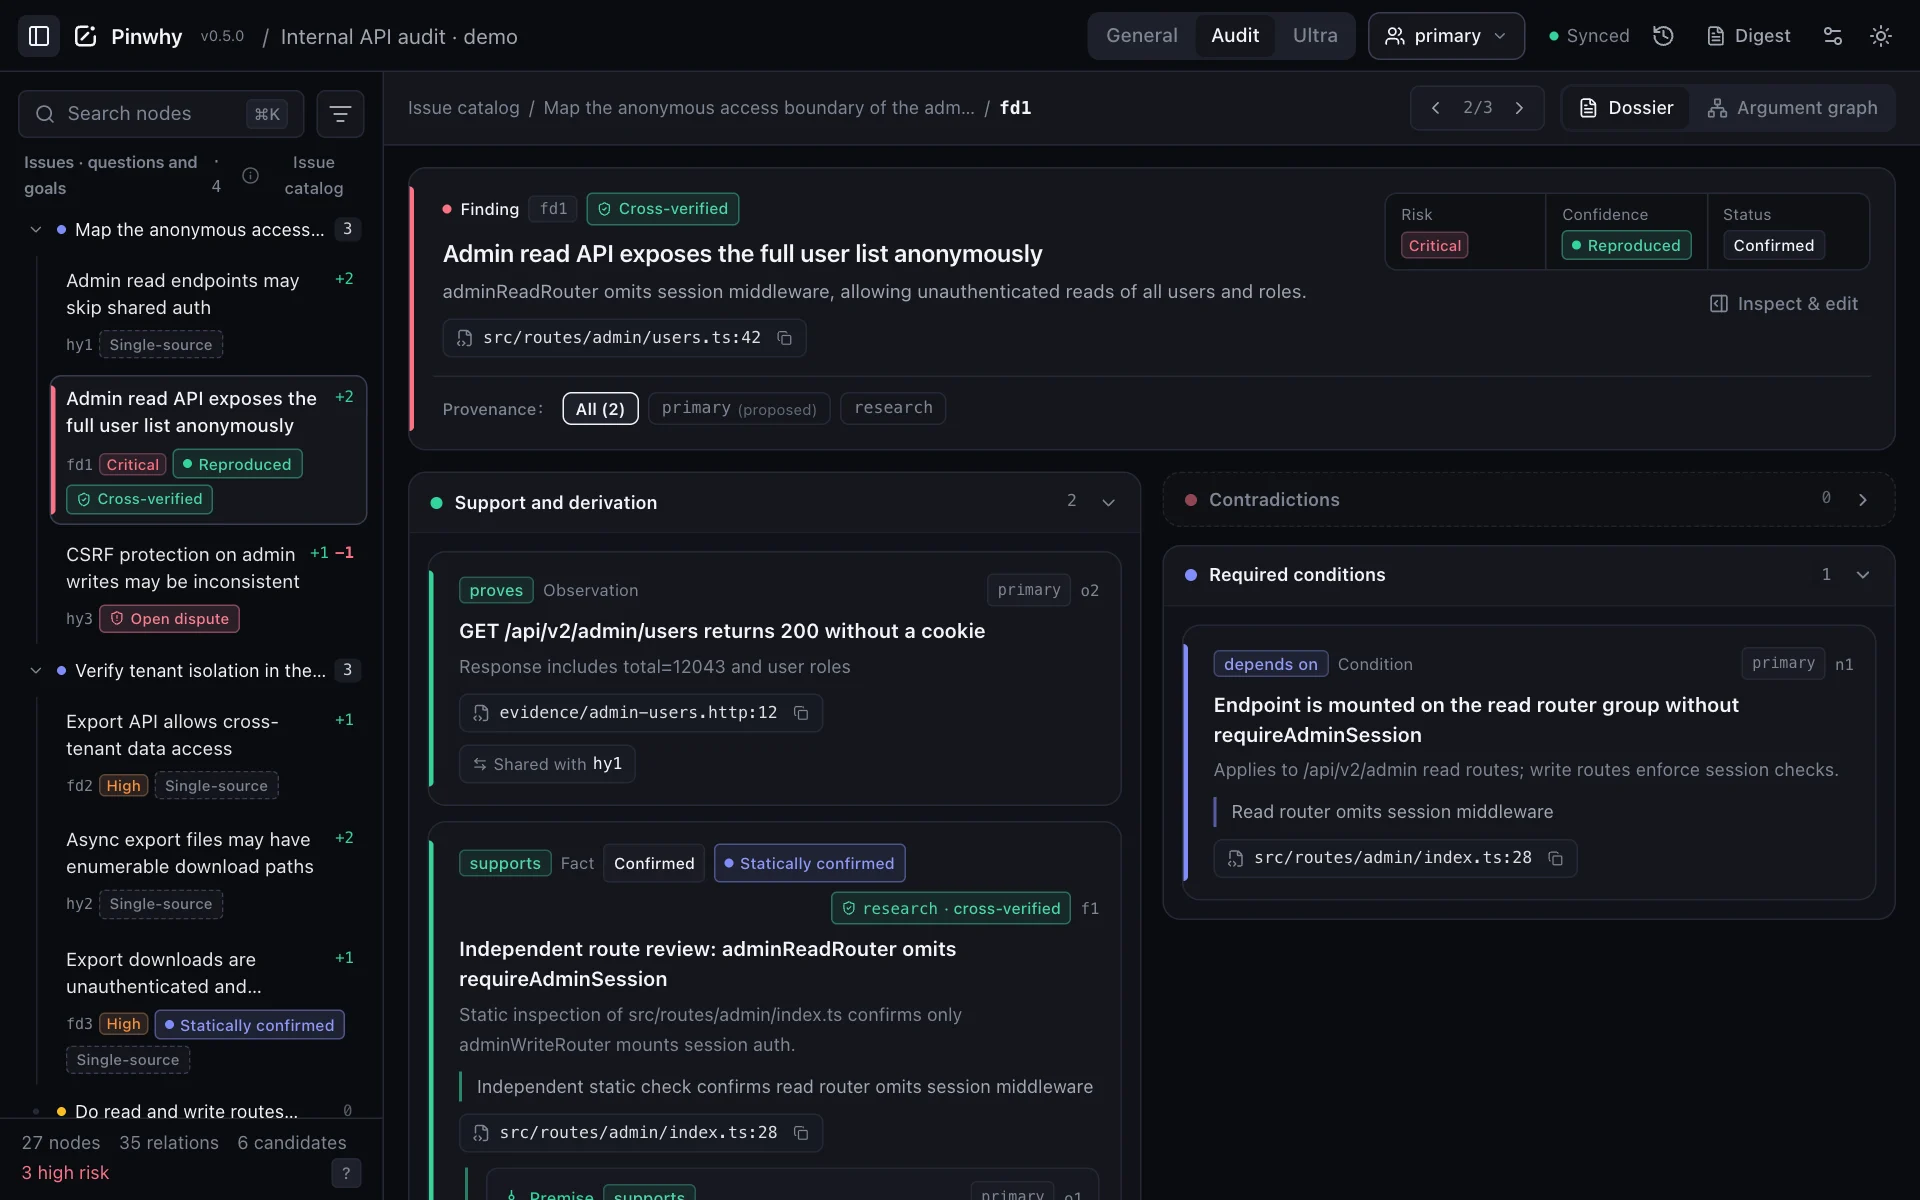 Pinwhy v0.5.0 / Internal API audit · demo
General Audit Ultra
primary
Synced
Digest
Search nodes ⌘K
Issues · questions and goals · 4
Issue catalog
Map the anonymous access... 3
Admin read endpoints may +2
skip shared auth
hy1 Single-source
Admin read API exposes the +2
full user list anonymously
fd1 Critical Reproduced
Cross-verified
CSRF protection on admin +1 −1
writes may be inconsistent
hy3 Open dispute
Verify tenant isolation in the... 3
Export API allows cross- +1
tenant data access
fd2 High Single-source
Async export files may have +2
enumerable download paths
hy2 Single-source
Export downloads are +1
unauthenticated and...
fd3 High Statically confirmed
Single-source
Do read and write routes... 0
27 nodes 35 relations 6 candidates
3 high risk ?
Issue catalog / Map the anonymous access boundary of the adm... / fd1
2/3
Dossier Argument graph
Finding fd1 Cross-verified
Admin read API exposes the full user list anonymously
adminReadRouter omits session middleware, allowing unauthenticated reads of all users and roles.
src/routes/admin/users.ts:42
Risk Confidence Status
Critical Reproduced Confirmed
Inspect & edit
Provenance: All (2) primary (proposed) research
Support and derivation 2
proves Observation primary o2
GET /api/v2/admin/users returns 200 without a cookie
Response includes total=12043 and user roles
evidence/admin-users.http:12
Shared with hy1
supports Fact Confirmed Statically confirmed
research · cross-verified f1
Independent route review: adminReadRouter omits
requireAdminSession
Static inspection of src/routes/admin/index.ts confirms only
adminWriteRouter mounts session auth.
Independent static check confirms read router omits session middleware
src/routes/admin/index.ts:28
Premise supports primary o1
Contradictions 0
Required conditions 1
depends on Condition primary n1
Endpoint is mounted on the read router group without
requireAdminSession
Applies to /api/v2/admin read routes; write routes enforce session checks.
Read router omits session middleware
src/routes/admin/index.ts:28